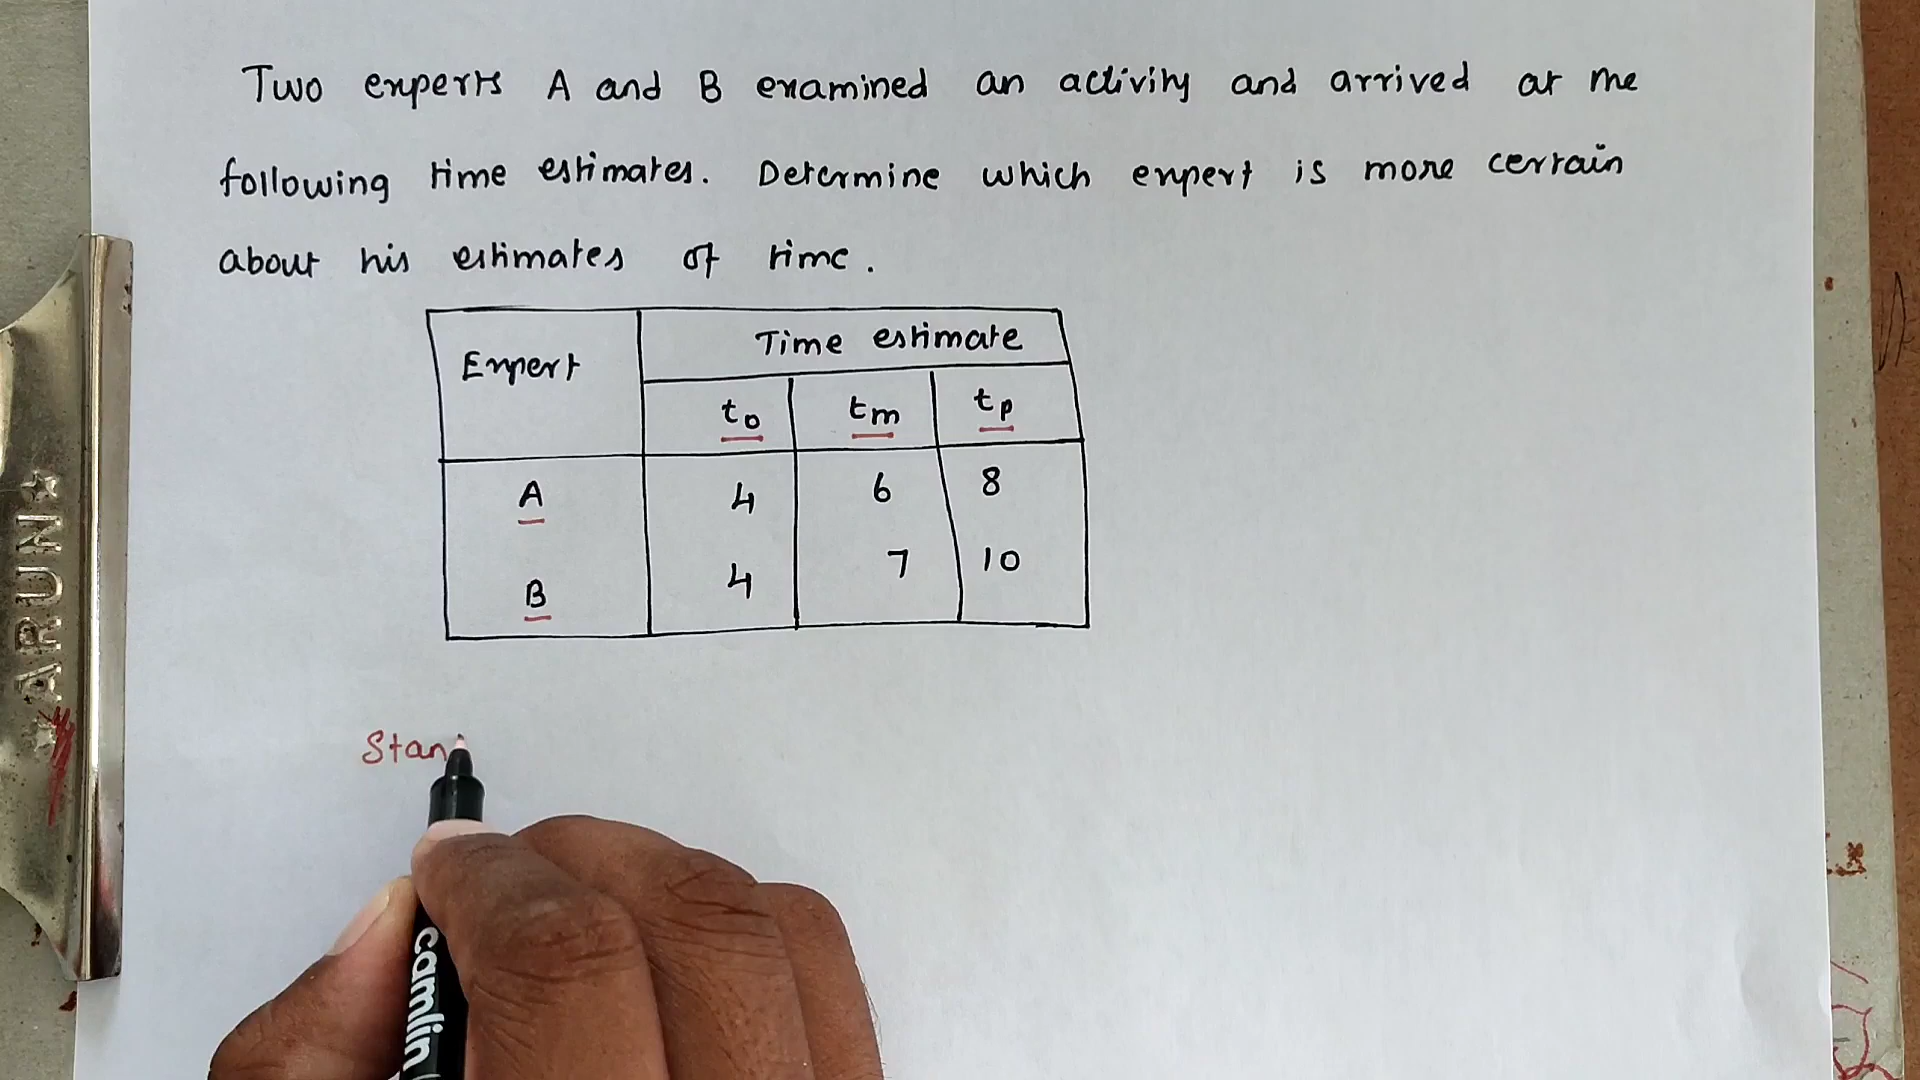 Two experts A and B examined an activity and arrived at the
following time estimates. Determine which expert is more certain
about his estimates of time.
Expert
Time estimate
to tm tp
A 4 6 8
B 4 7 10
Stan
ARUN
camlin